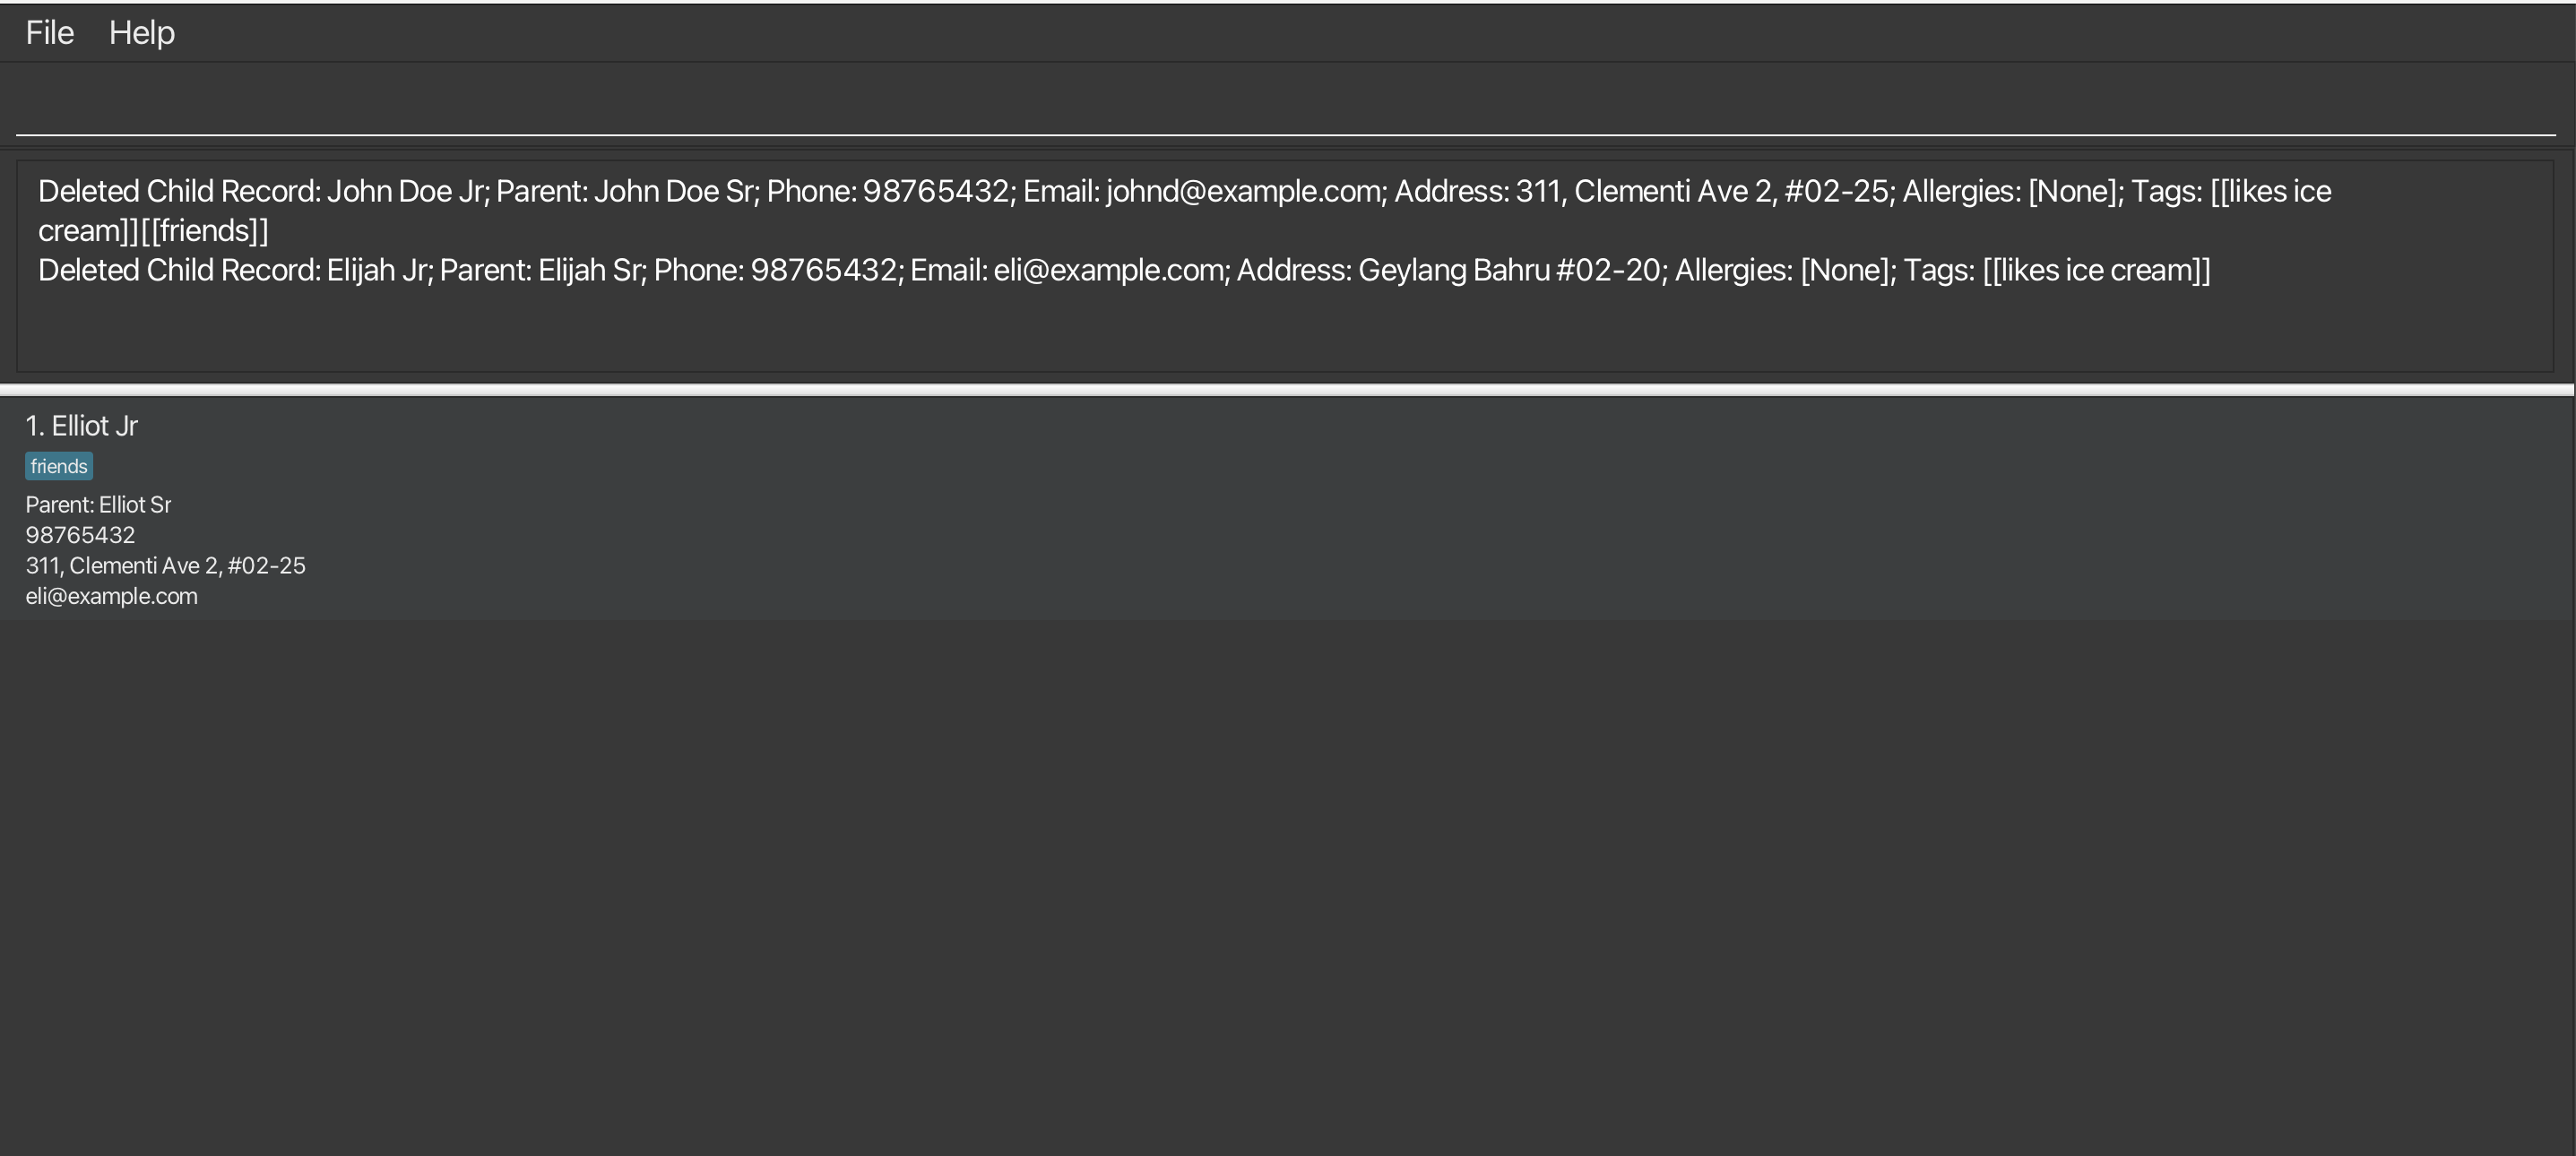 File Help
Deleted Child Record: John Doe Jr; Parent: John Doe Sr; Phone: 98765432; Email: johnd@example.com; Address: 311, Clementi Ave 2, #02-25; Allergies: [None]; Tags: [[likes ice
cream]][[friends]]
Deleted Child Record: Elijah Jr; Parent: Elijah Sr; Phone: 98765432; Email: eli@example.com; Address: Geylang Bahru #02-20; Allergies: [None]; Tags: [[likes ice cream]]
1. Elliot Jr
friends
Parent: Elliot Sr
98765432
311, Clementi Ave 2, #02-25
eli@example.com